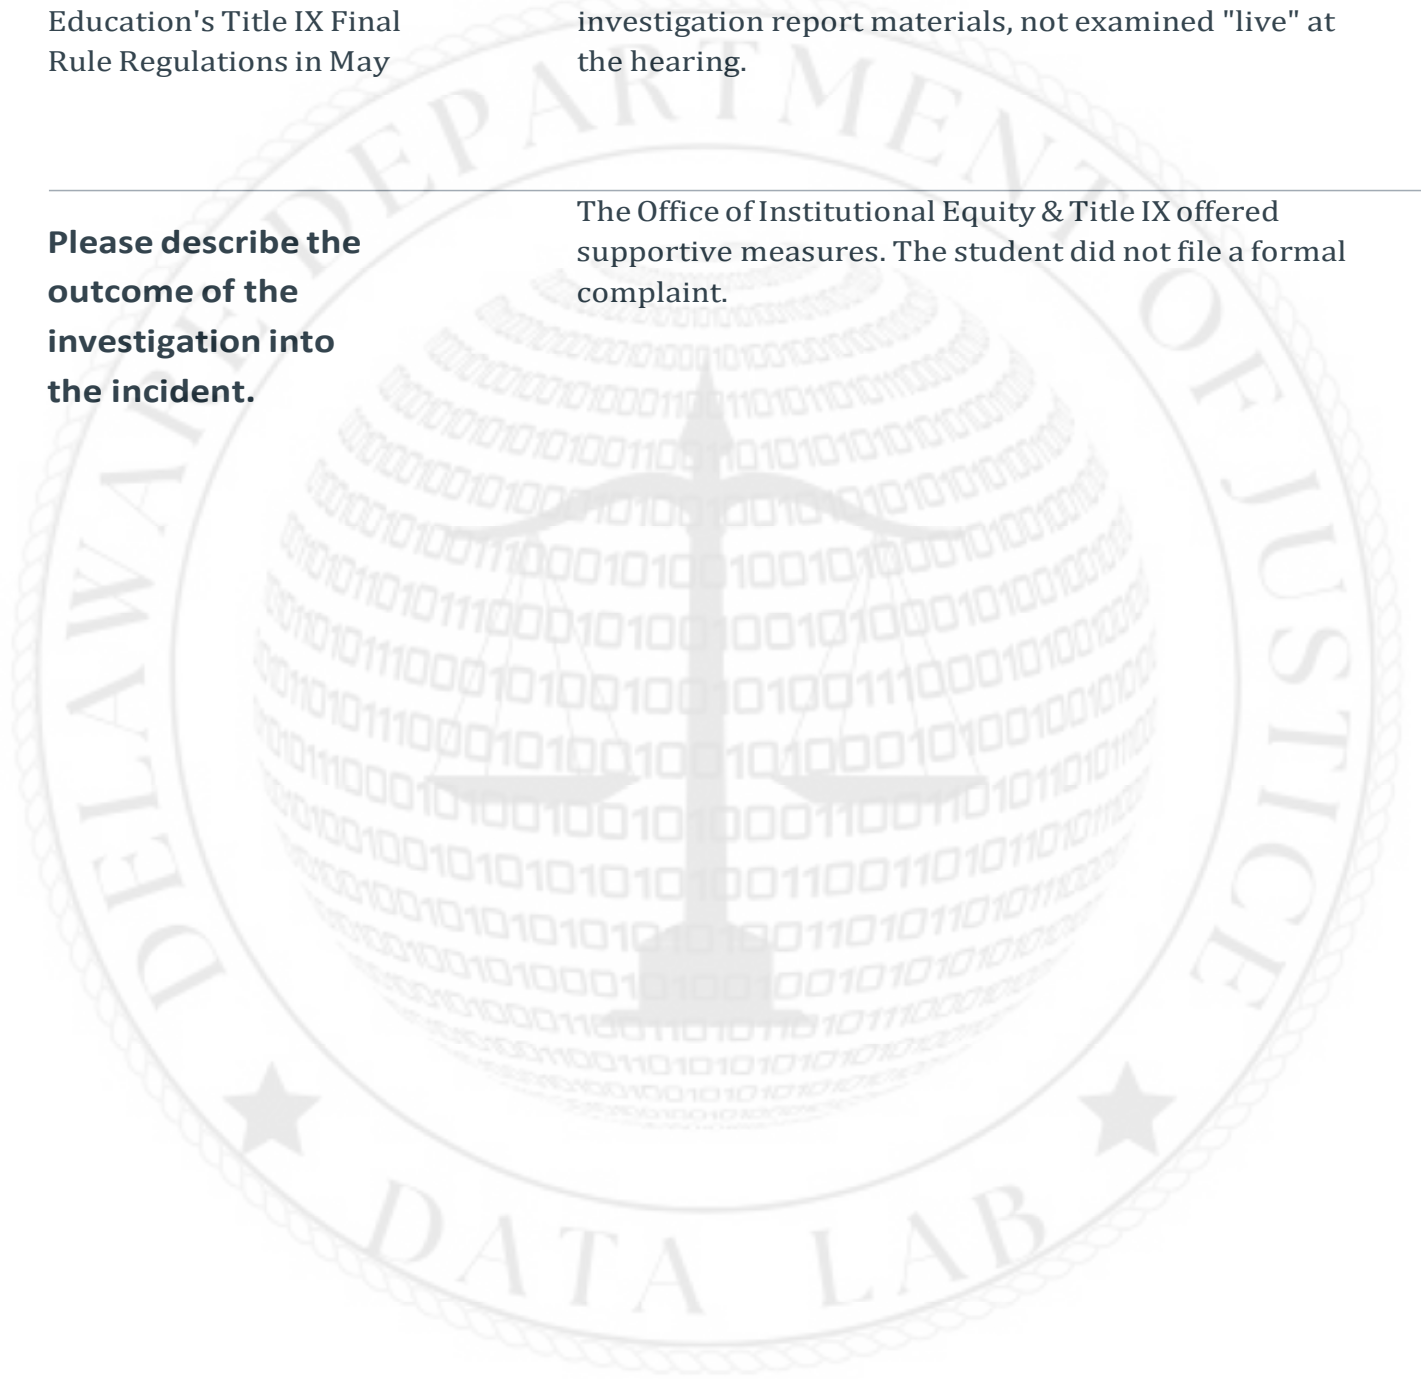 Education's Title IX Final
Rule Regulations in May
investigation report materials, not examined "live" at
the hearing.
Please describe the
outcome of the
investigation into
the incident.
The Office of Institutional Equity & Title IX offered
supportive measures. The student did not file a formal
complaint.
DELAWARE DEPARTMENT OF JUSTICE
DATA LAB